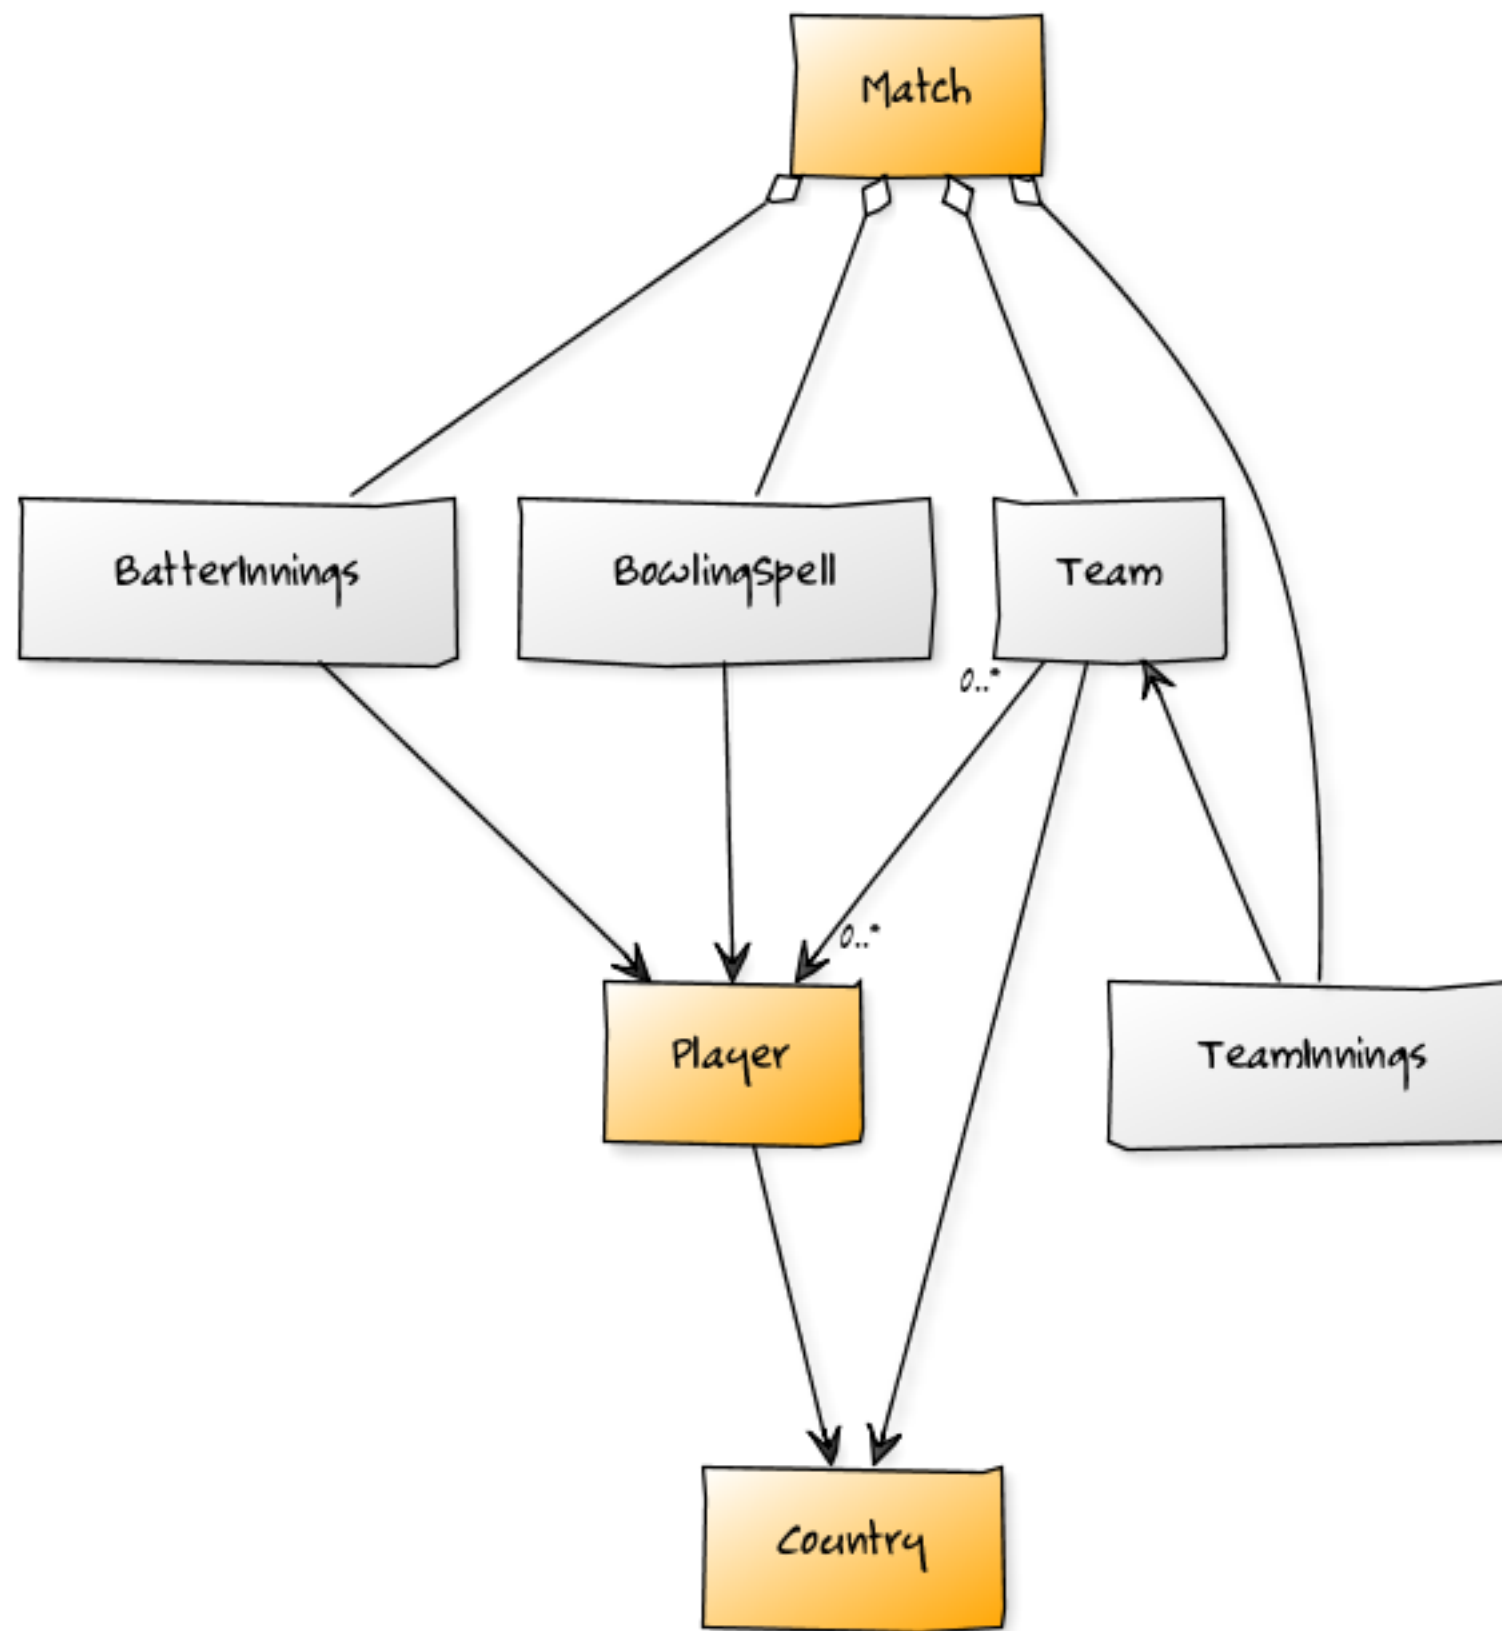 Match
BatterInnings
BowlingSpell
Team
0..*
0..*
Player
TeamInnings
Country